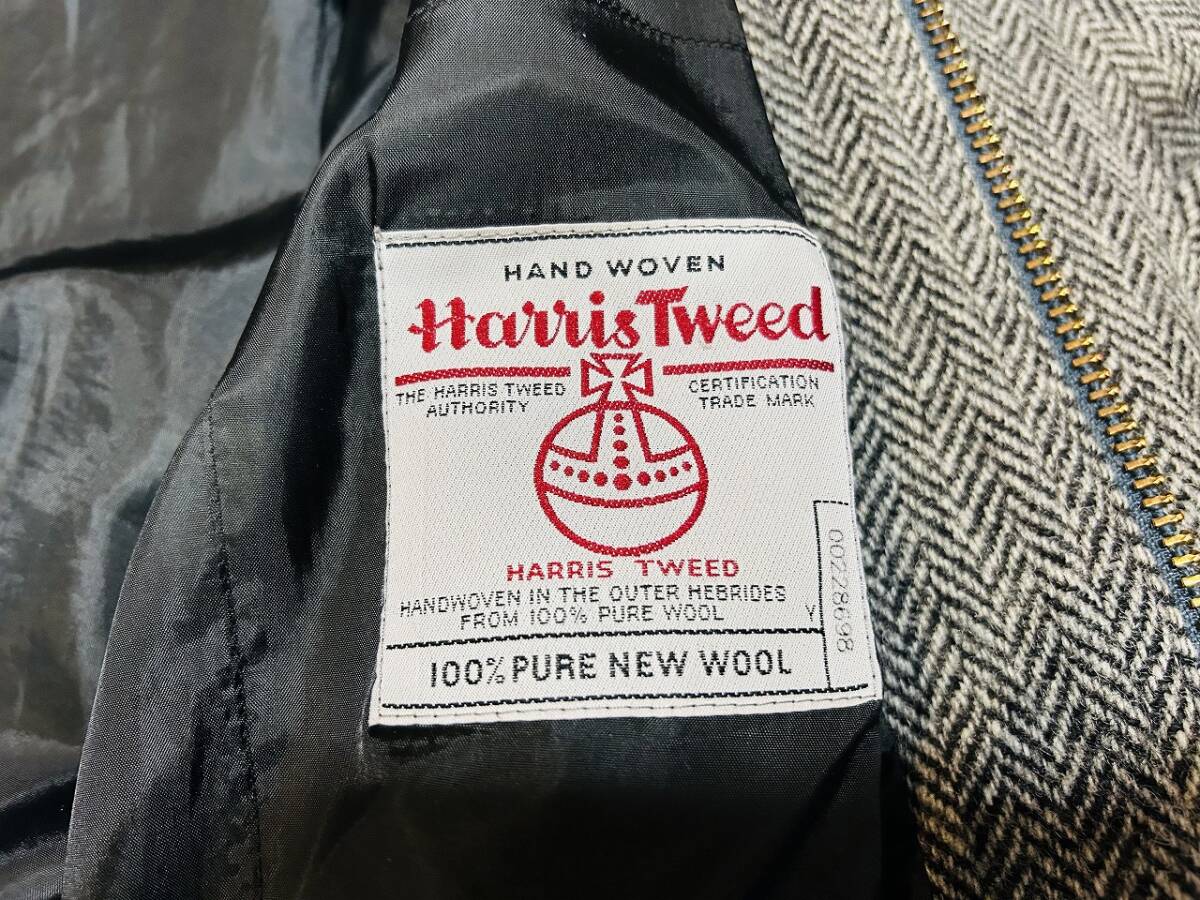 HAND WOVEN
Harris Tweed
THE HARRIS TWEED
AUTHORITY
CERTIFICATION
TRADE MARK
HARRIS TWEED
HANDWOVEN IN THE OUTER HEBRIDES
FROM 100% PURE WOOL
Y
00228698
100% PURE NEW WOOL